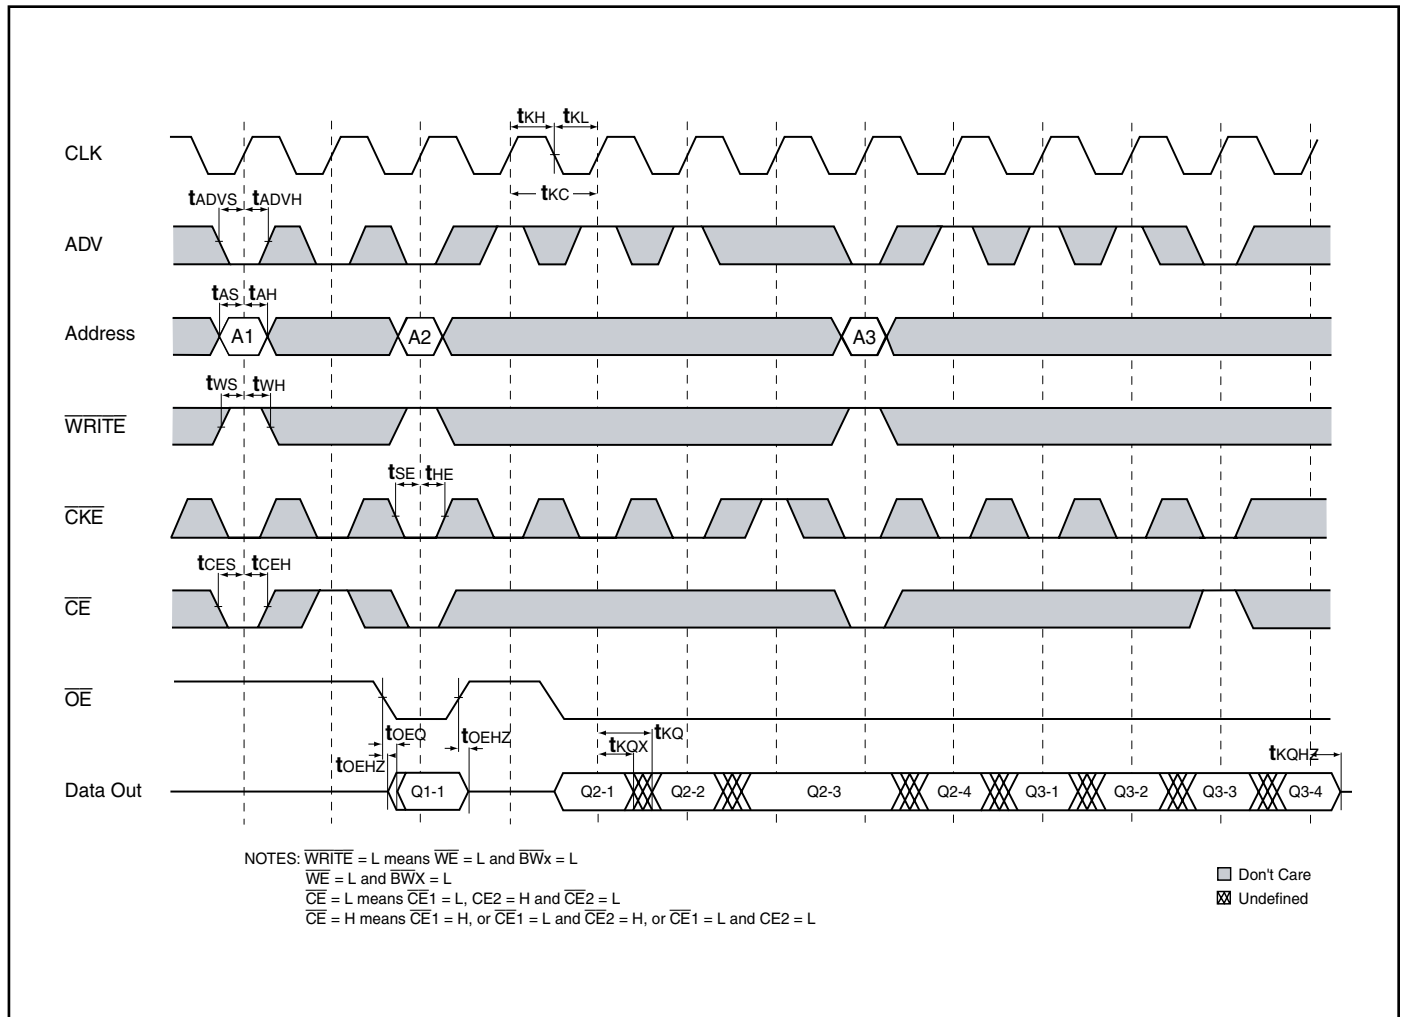 tKH tKL
CLK
tKC
tADVS tADVH
ADV
tAS tAH
Address A1 A2 A3
tWS tWH
WRITE
tSE tHE
CKE
tCES tCEH
CE
OE
tOEQ tOEHZ tKQ
tKQX
tOEHZ tKQHZ
Data Out Q1-1 Q2-1 Q2-2 Q2-3 Q2-4 Q3-1 Q3-2 Q3-3 Q3-4
NOTES: WRITE = L means WE = L and BWx = L
WE = L and BWX = L
CE = L means CE1 = L, CE2 = H and CE2 = L
CE = H means CE1 = H, or CE1 = L and CE2 = H, or CE1 = L and CE2 = L
Don't Care
Undefined